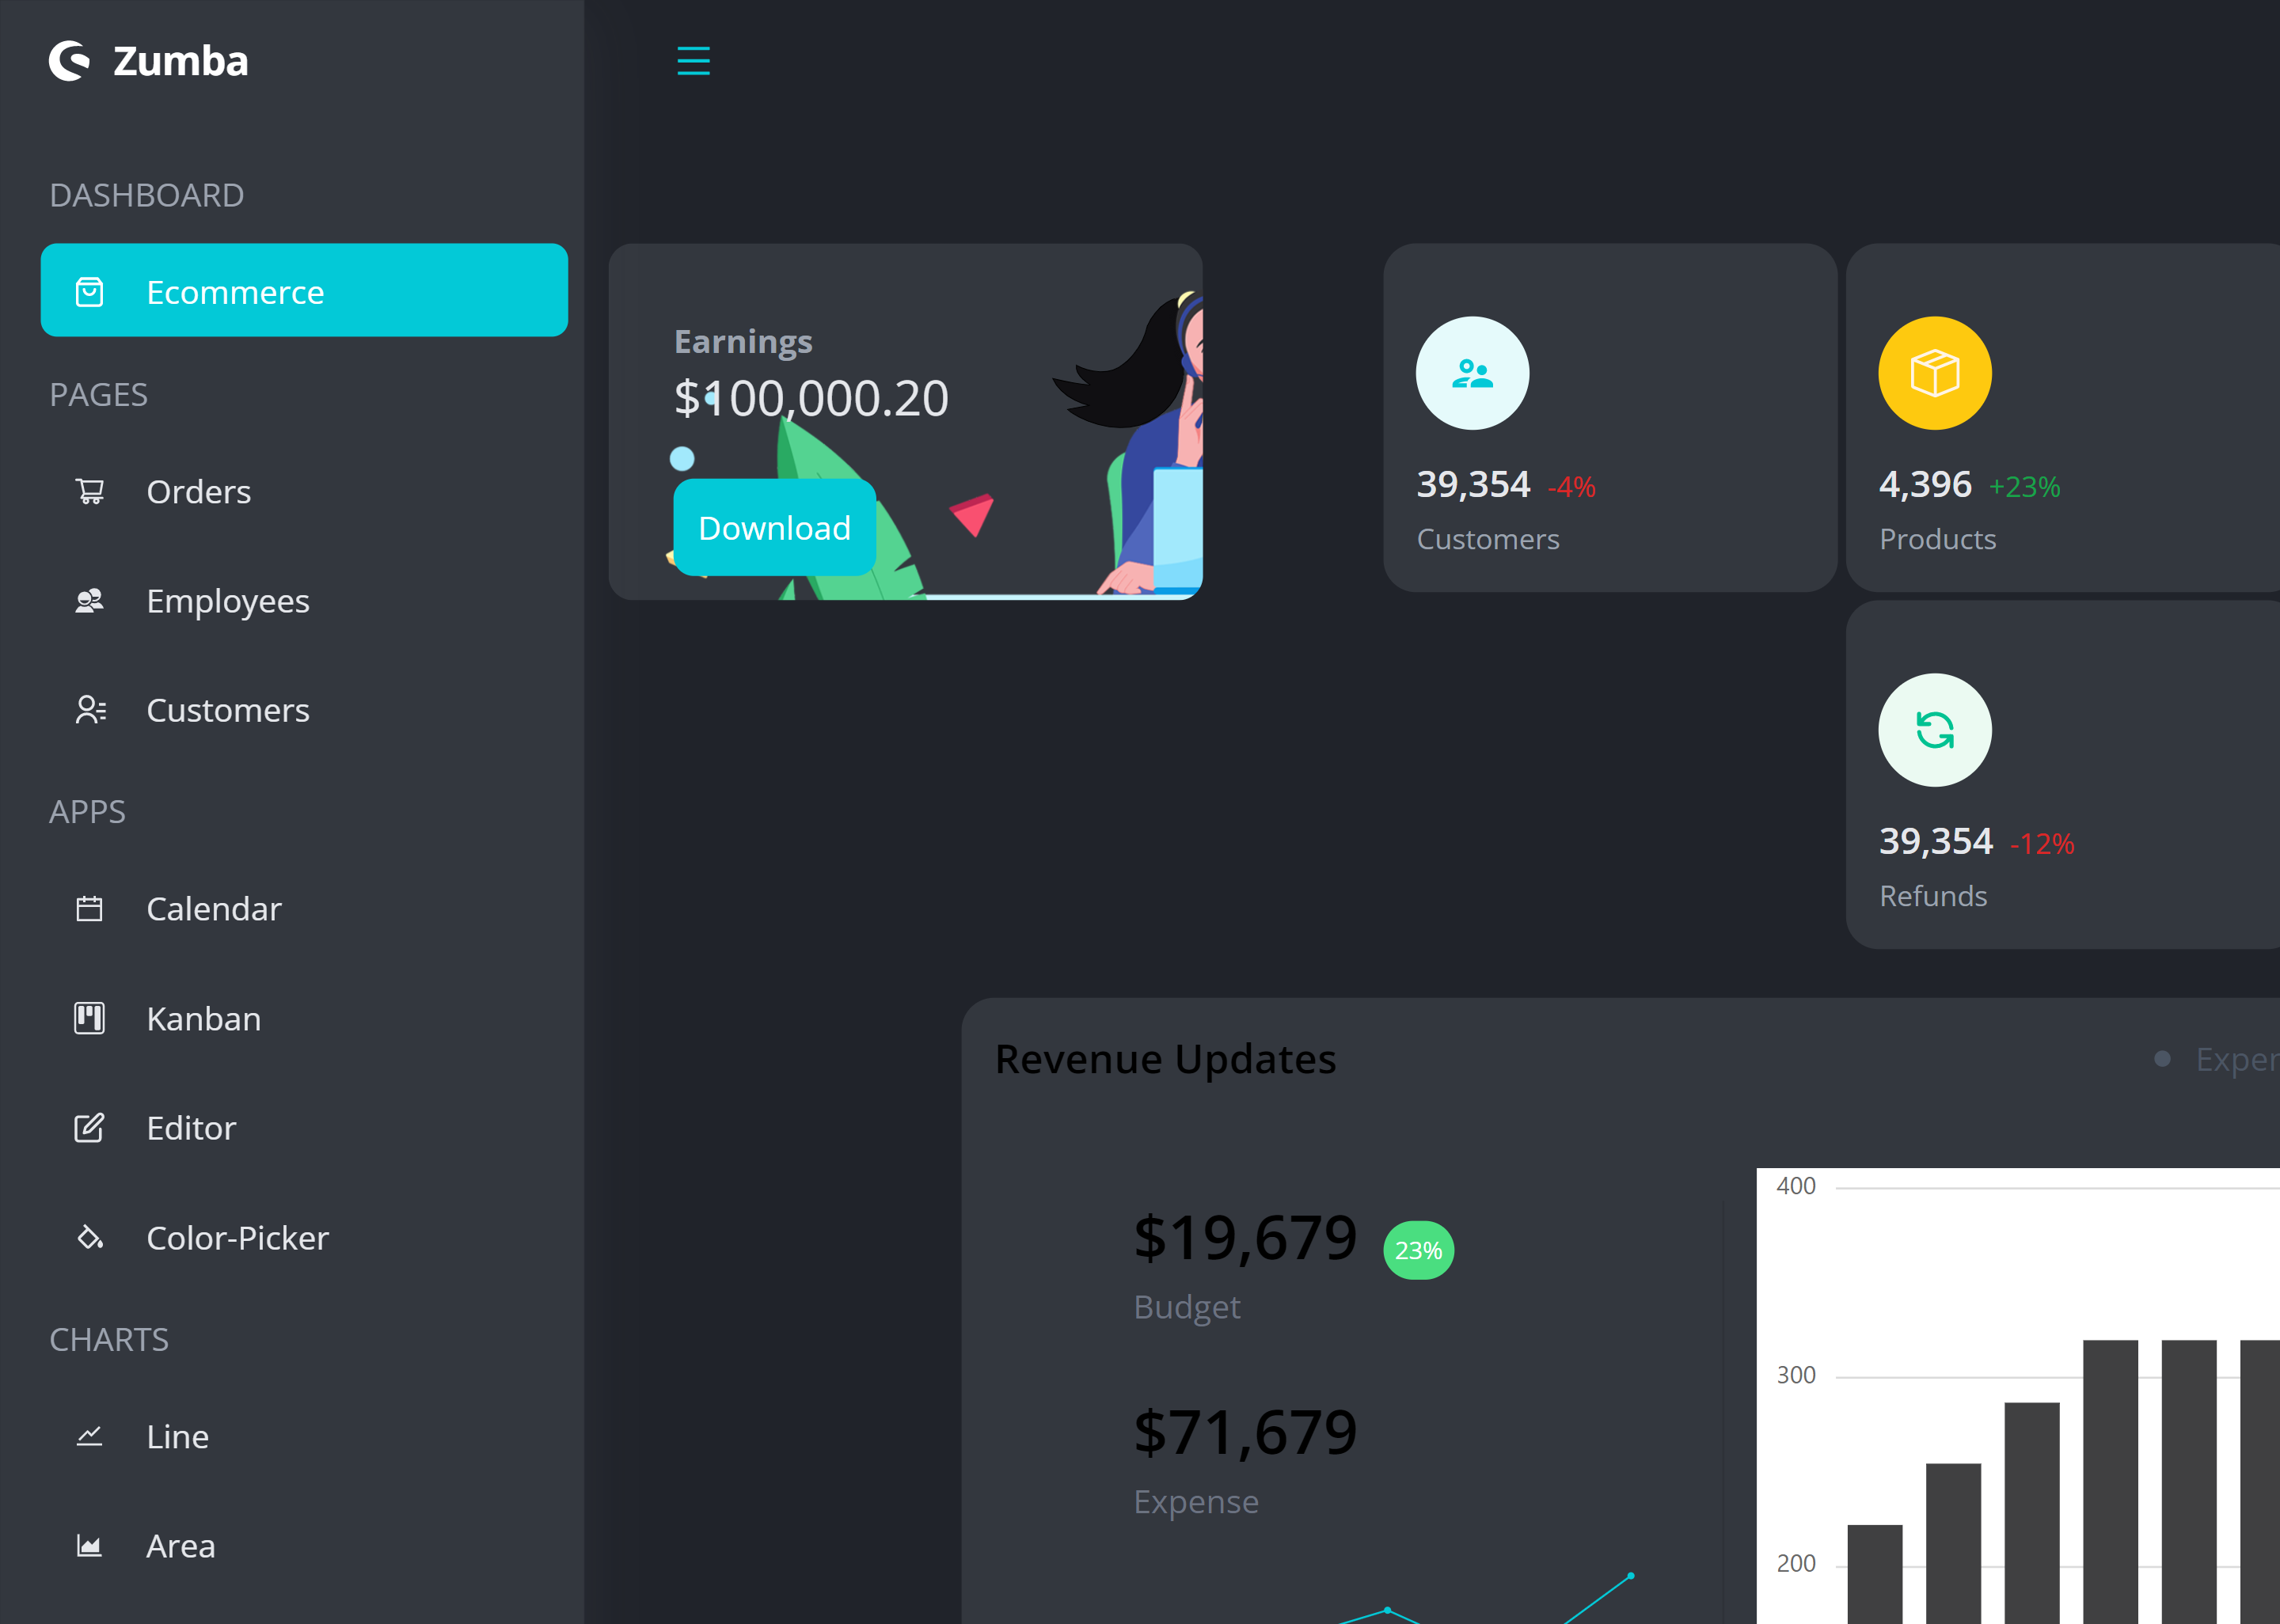 Zumba
DASHBOARD
Ecommerce
PAGES
Orders
Employees
Customers
APPS
Calendar
Kanban
Editor
Color-Picker
CHARTS
Line
Area
Earnings
$100,000.20
Download
39,354 -4%
Customers
4,396 +23%
Products
39,354 -12%
Refunds
Revenue Updates
Exper
$19,679 23%
Budget
$71,679
Expense
400
300
200